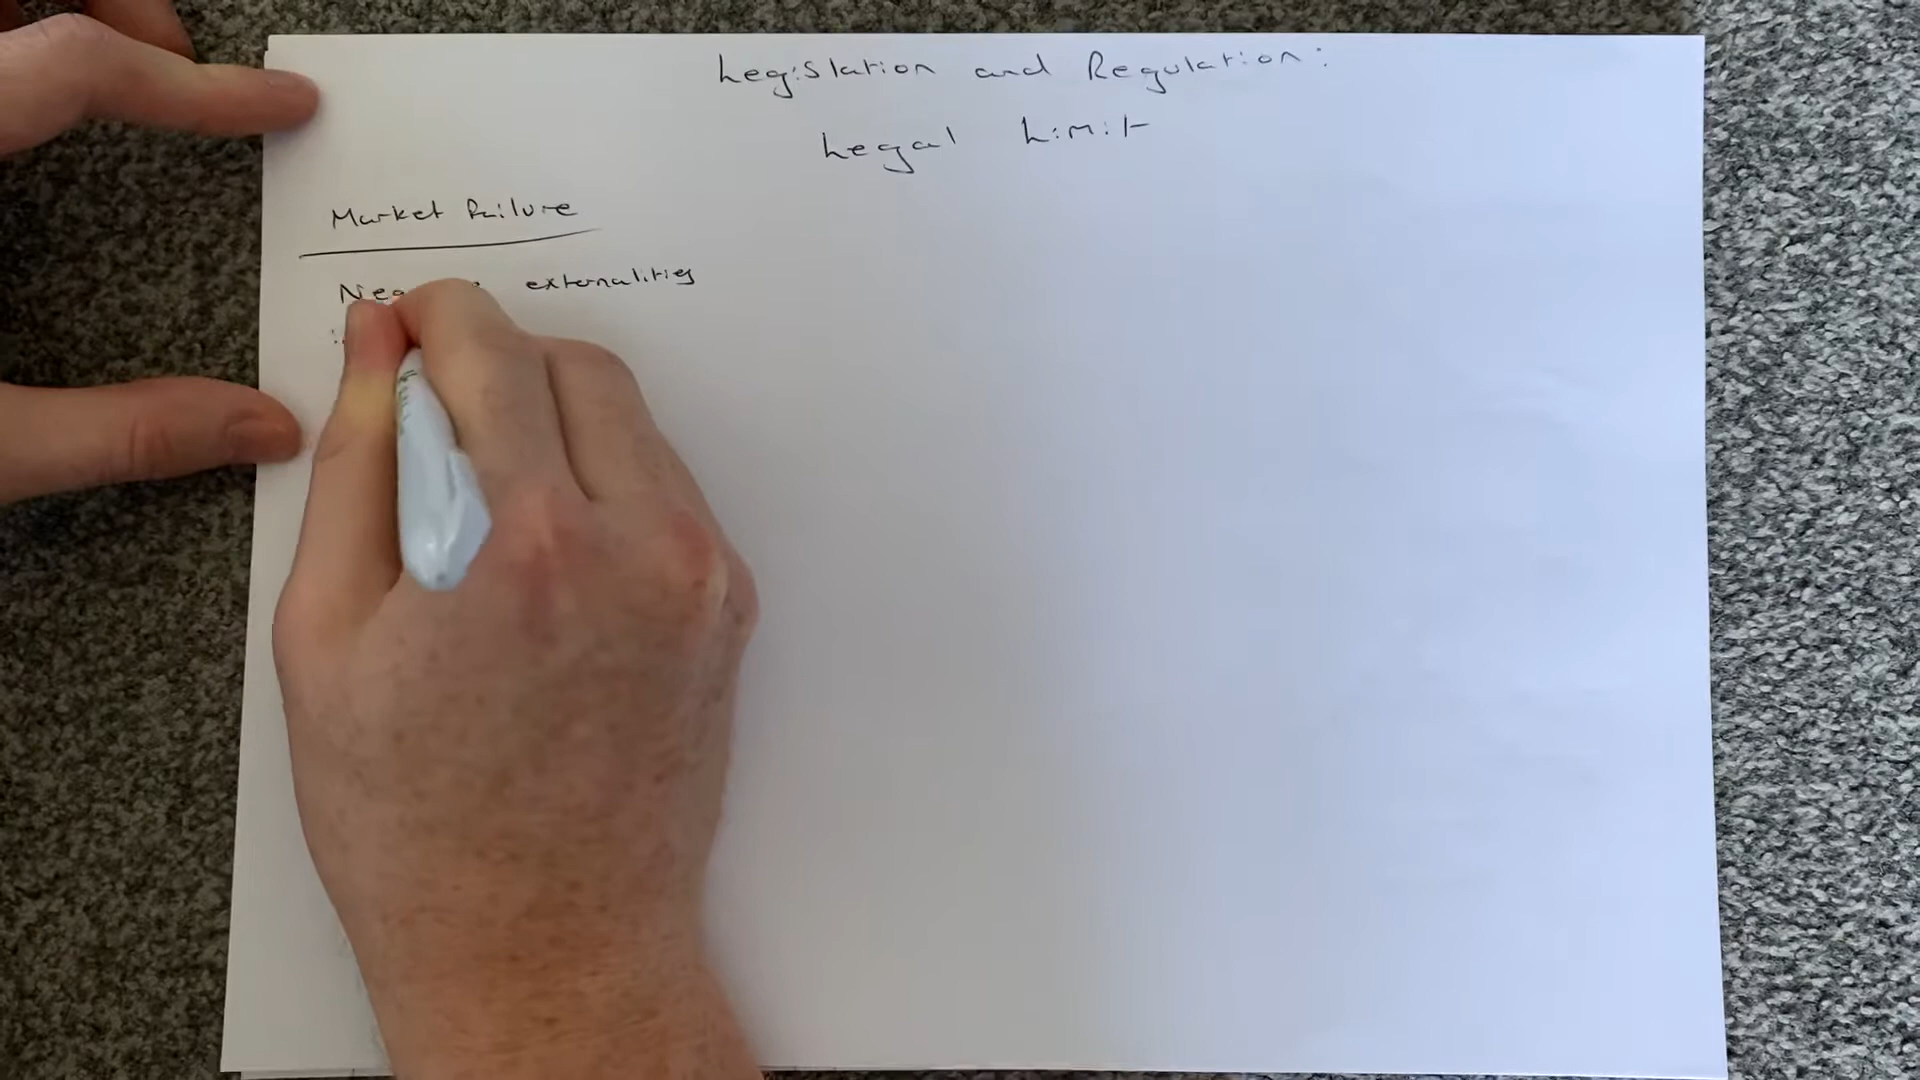 Legislation and Regulation:
Legal Limit
Market Failure
externalities